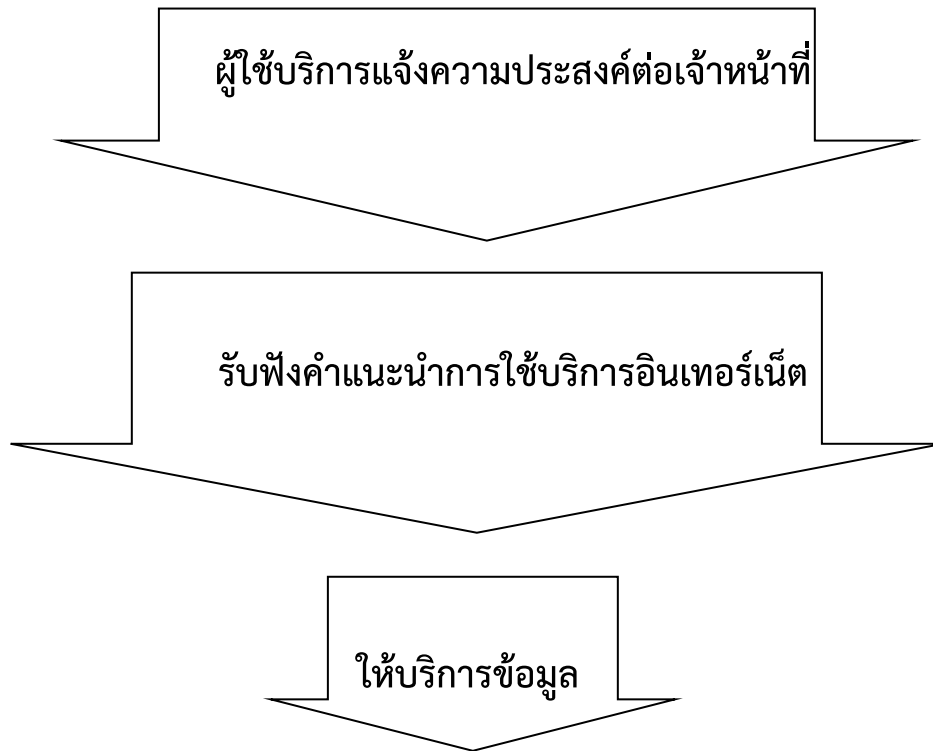 ผู้ใช้บริการแจ้งความประสงค์ต่อเจ้าหน้าที่
รับฟังคำแนะนำการใช้บริการอินเทอร์เน็ต
ให้บริการข้อมูล